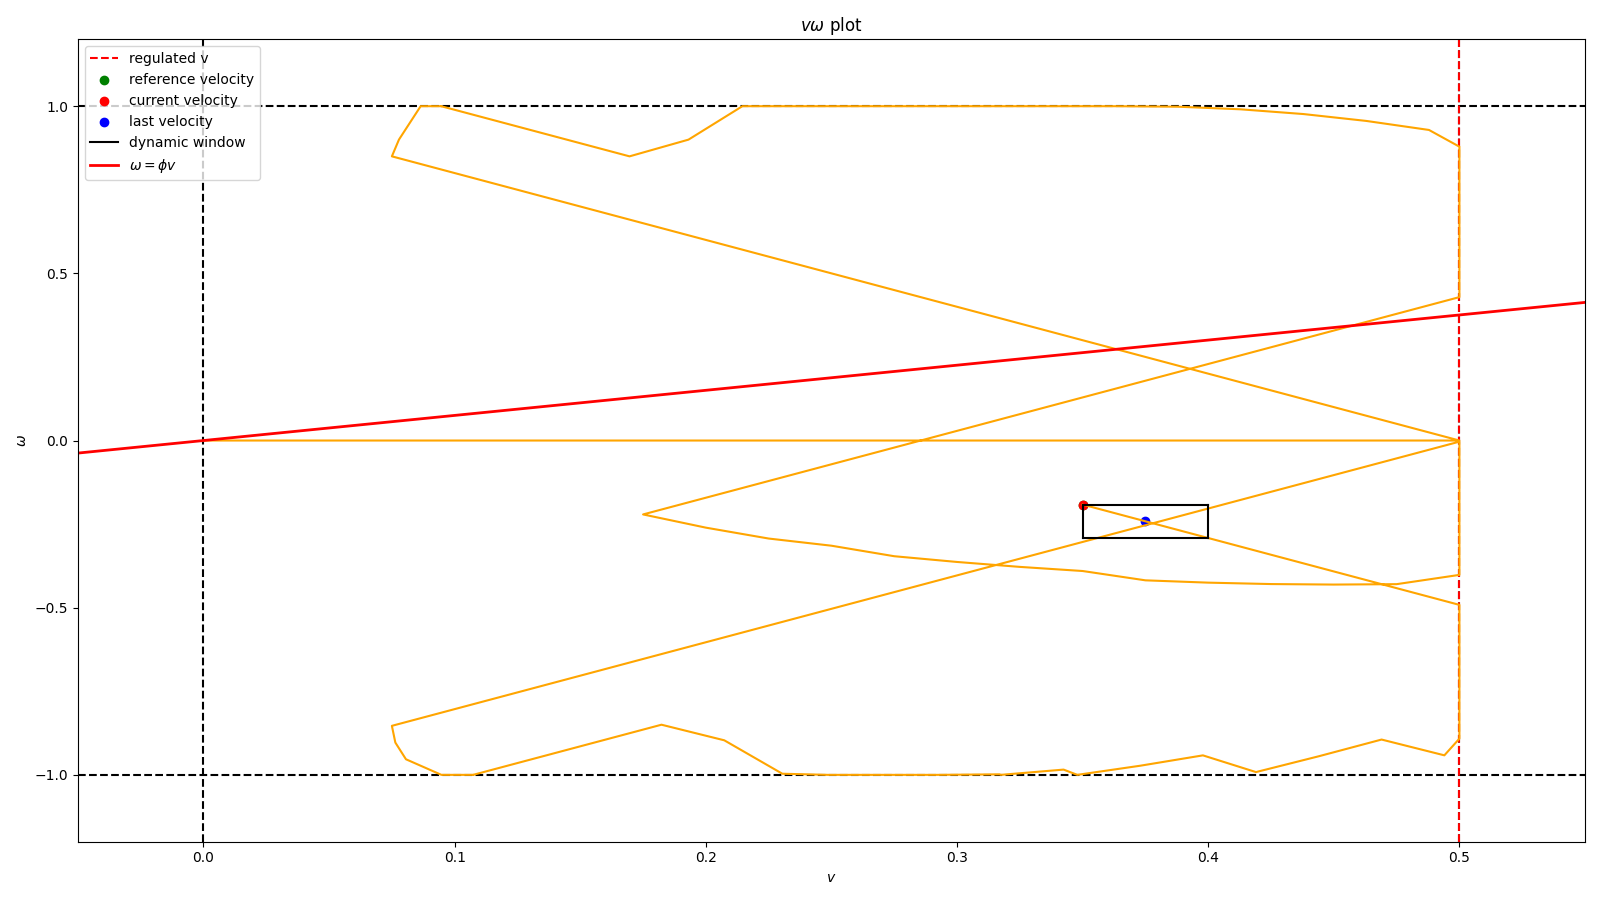 vω plot
regulated v
reference velocity
current velocity
last velocity
dynamic window
ω = ϕv
1.0
0.5
0.0
−0.5
−1.0
ω
0.0 0.1 0.2 0.3 0.4 0.5
v